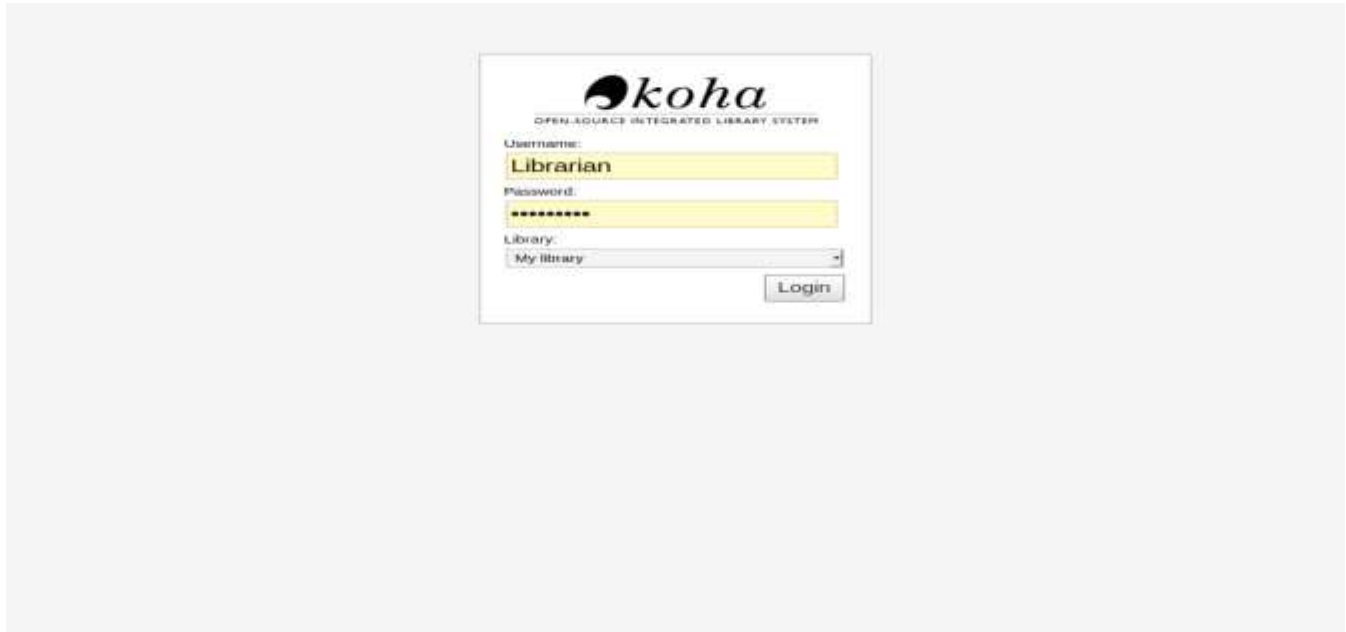 koha
OPEN-SOURCE INTEGRATED LIBRARY SYSTEM
Username:
Librarian
Password:
•••••••••
Library:
My library
Login